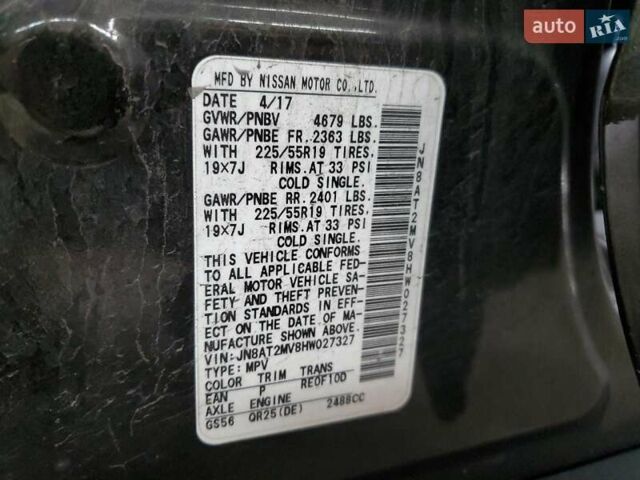 auto RIA .com
MFD BY NISSAN MOTOR CO.,LTD.
DATE 4/17
GVWR/PNBV 4679 LBS.
GAWR/PNBE FR.2363 LBS.
WITH 225/55R19 TIRES,
19×7J RIMS,AT 33 PSI
COLD SINGLE.
GAWR/PNBE RR.2401 LBS.
WITH 225/55R19 TIRES,
19×7J RIMS,AT 33 PSI
COLD SINGLE.
THIS VEHICLE CONFORMS
TO ALL APPLICABLE FED-
ERAL MOTOR VEHICLE SA-
FETY AND THEFT PREVEN-
TION STANDARDS IN EFF-
ECT ON THE DATE OF MA-
NUFACTURE SHOWN ABOVE.
VIN:JN8AT2MV8HW027327
TYPE:MPV
COLOR TRIM TRANS
EAN P RE0F10D
AXLE ENGINE
GS56 QR25(DE) 2488CC
JN8AT2MV8HW027327